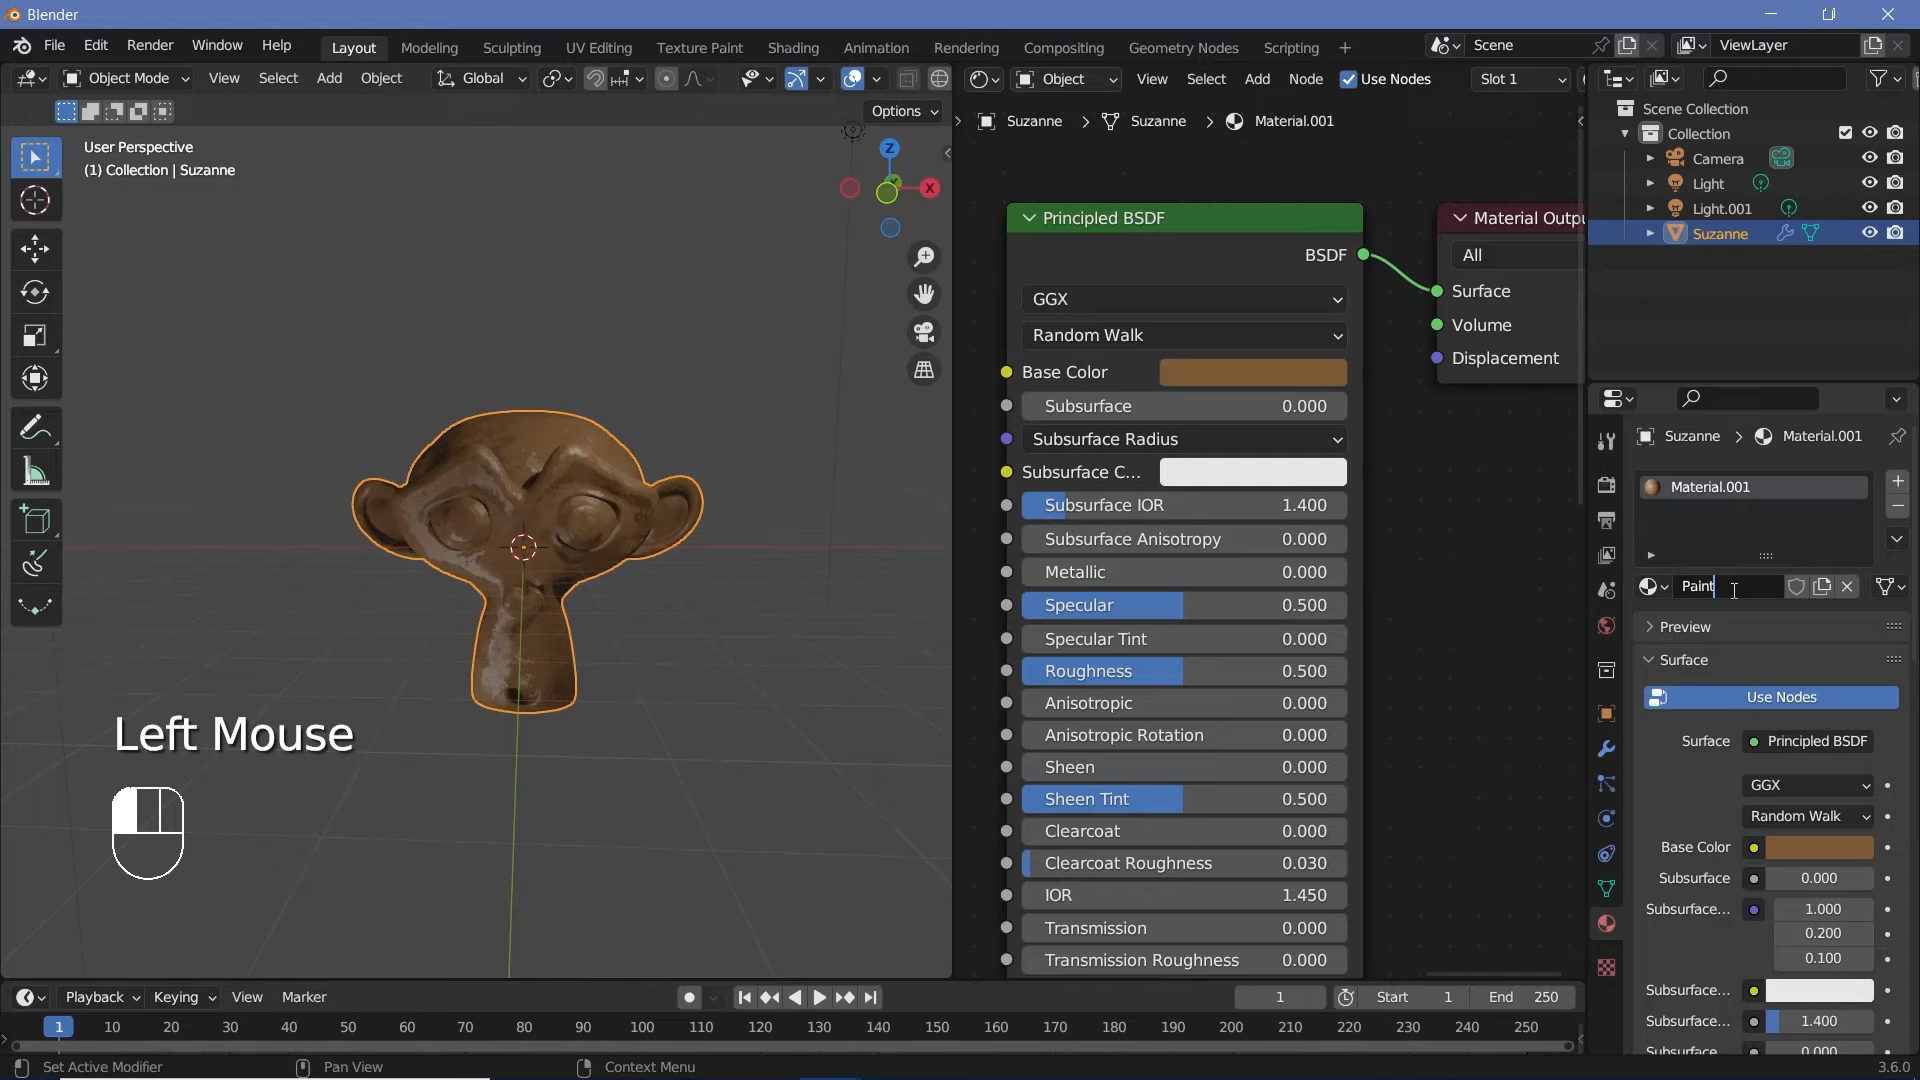 Blender
File Edit Render Window Help Layout Modeling Sculpting UV Editing Texture Paint Shading Animation Rendering Compositing Geometry Nodes Scripting + Scene ViewLayer
Object Mode View Select Add Object Global Object View Select Add Node Use Nodes Slot 1
Options
User Perspective
(1) Collection | Suzanne
Z
X
Left Mouse
Suzanne > Suzanne > Material.001
Principled BSDF
BSDF
GGX
Random Walk
Base Color
Subsurface 0.000
Subsurface Radius
Subsurface C...
Subsurface IOR 1.400
Subsurface Anisotropy 0.000
Metallic 0.000
Specular 0.500
Specular Tint 0.000
Roughness 0.500
Anisotropic 0.000
Anisotropic Rotation 0.000
Sheen 0.000
Sheen Tint 0.500
Clearcoat 0.000
Clearcoat Roughness 0.030
IOR 1.450
Transmission 0.000
Transmission Roughness 0.000
Material Outpu
All
Surface
Volume
Displacement
Scene Collection
Collection
Camera
Light
Light.001
Suzanne
Suzanne > Material.001
Material.001
Paint
Preview
Surface
Use Nodes
Surface Principled BSDF
GGX
Random Walk
Base Color
Subsurface 0.000
Subsurface... 1.000
0.200
0.100
Subsurface...
Subsurface... 1.400
Subsurface... 0.000
Playback Keying View Marker 1 Start 1 End 250
1 10 20 30 40 50 60 70 80 90 100 110 120 130 140 150 160 170 180 190 200 210 220 230 240 250
Set Active Modifier Pan View Context Menu 3.6.0